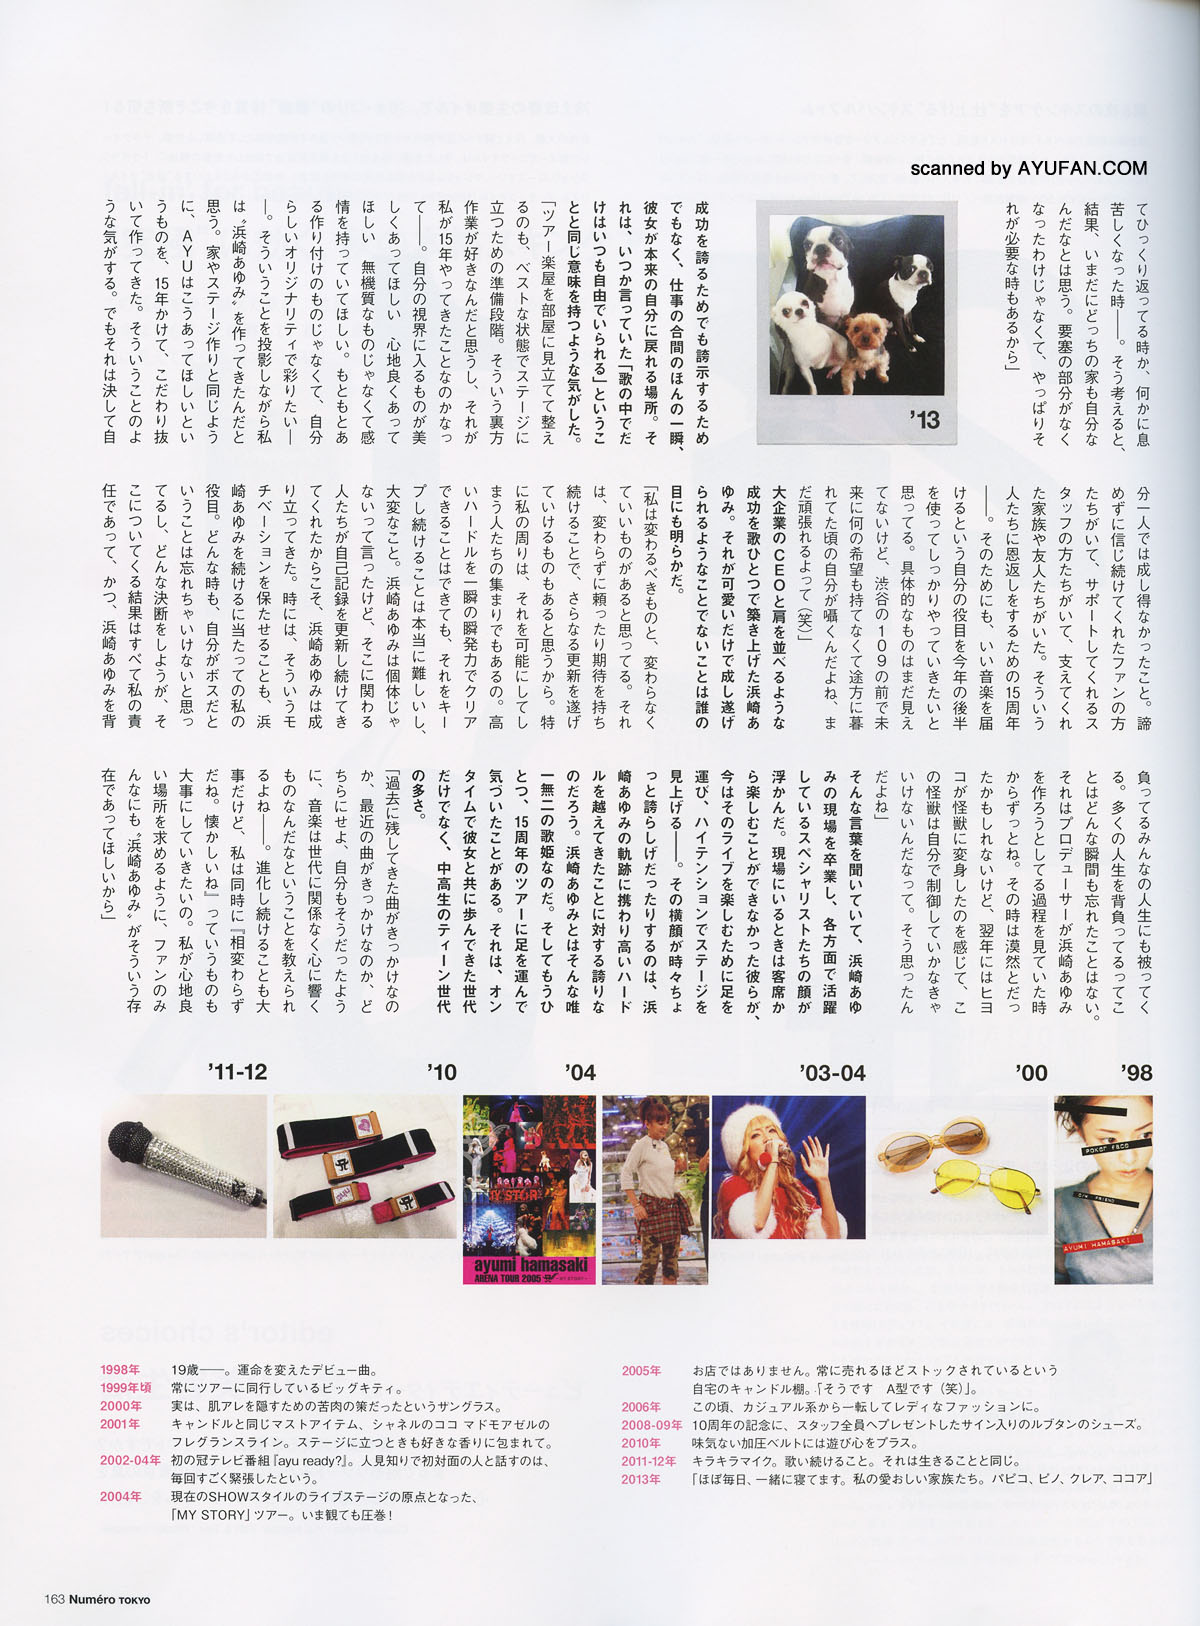 scanned by AYUFAN.COM
てひっくり返ってる時か、何かに息
苦しくなった時――。そう考えると、
結果、いまだにどっちの家も自分な
んだなとは思う。要塞の部分がなく
なったわけじゃなくて、やっぱりそ
れが必要な時もあるから」
’13
成功を誇るためでも誇示するため
でもなく、仕事の合間のほんの一瞬、
彼女が本来の自分に戻れる場所。そ
れは、いつか言っていた「歌の中でだ
けはいつも自由でいられる」というこ
とと同じ意味を持つような気がした。
「ツアー楽屋を部屋に見立てて整え
るのも、ベストな状態でステージに
立つための準備段階。そういう裏方
作業が好きなんだと思うし、それが
私が15年やってきたことなのかなっ
て――。自分の視界に入るものが美
しくあってほしい 心地良くあって
ほしい 無機質なものじゃなくて感
情を持っていてほしい。もともとあ
る作り付けのものじゃなくて、自分
らしいオリジナリティで彩りたい―
―。そういうことを投影しながら私
は〝浜崎あゆみ〟を作ってきたんだと
思う。家やステージ作りと同じよう
に、AYUはこうあってほしいとい
うものを、15年かけて、こだわり抜
いて作ってきた。そういうことのよ
うな気がする。でもそれは決して自
分一人では成し得なかったこと。諦
めずに信じ続けてくれたファンの方
たちがいて、サポートしてくれるス
タッフの方たちがいて、支えてくれ
た家族や友人たちがいた。そういう
人たちに恩返しをするための15周年
――。そのためにも、いい音楽を届
けるという自分の役目を今年の後半
を使ってしっかりやっていきたいと
思ってる。具体的なものはまだ見え
てないけど、渋谷の109の前で未
来に何の希望も持てなくて途方に暮
れてた頃の自分が囁くんだよね、ま
だ頑張れるよって（笑）」
大企業のCEOと肩を並べるような
成功を歌ひとつで築き上げた浜崎あ
ゆみ。それが可愛いだけで成し遂げ
られるようなことでないことは誰の
目にも明らかだ。
「私は変わるべきものと、変わらなく
ていいものがあると思ってる。それ
は、変わらずに頼ったり期待を持ち
続けることで、さらなる更新を遂げ
ていけるものもあると思うから。特
に私の周りは、それを可能にしてし
まう人たちの集まりでもあるの。高
いハードルを一瞬の瞬発力でクリア
できることはできても、それをキー
プし続けることは本当に難しいし、
大変なこと。浜崎あゆみは個体じゃ
ないって言ったけど、そこに関わる
人たちが自己記録を更新し続けてき
てくれたからこそ、浜崎あゆみは成
り立ってきた。時には、そういうモ
チベーションを保たせることも、浜
崎あゆみを続けるに当たっての私の
役目。どんな時も、自分がボスだと
いうことは忘れちゃいけないと思っ
てるし、どんな決断をしようが、そ
こについてくる結果はすべて私の責
任であって、かつ、浜崎あゆみを背
負ってるみんなの人生にも被ってく
る。多くの人生を背負ってるってこ
とはどんな瞬間も忘れたことはない。
それはプロデューサーが浜崎あゆみ
を作ろうとしてる過程を見ていた時
からずっとね。その時は漠然とだっ
たかもしれないけど、翌年にはヒヨ
コが怪獣に変身したのを感じて、こ
の怪獣は自分で制御していかなきゃ
いけないんだなって。そう思ったん
だよね」
そんな言葉を聞いていて、浜崎あゆ
みの現場を卒業し、各方面で活躍
しているスペシャリストたちの顔が
浮かんだ。現場にいるときは客席か
ら楽しむことができなかった彼らが、
今はそのライブを楽しむために足を
運び、ハイテンションでステージを
見上げる――。その横顔が時々ちょ
っと誇らしげだったりするのは、浜
崎あゆみの軌跡に携わり高いハード
ルを越えてきたことに対する誇りな
のだろう。浜崎あゆみとはそんな唯
一無二の歌姫なのだ。そしてもうひ
とつ、15周年のツアーに足を運んで
気づいたことがある。それは、オン
タイムで彼女と共に歩んできた世代
だけでなく、中高生のティーン世代
の多さ。
「過去に残してきた曲がきっかけなの
か、最近の曲がきっかけなのか、ど
ちらにせよ、自分もそうだったよう
に、音楽は世代に関係なく心に響く
ものなんだなということを教えられ
るよね――。進化し続けることも大
事だけど、私は同時に『相変わらず
だね。懐かしいね』っていうものも
大事にしていきたいの。私が心地良
い場所を求めるように、ファンのみ
んなにも〝浜崎あゆみ〟がそういう存
在であってほしいから」
’11-12
’10
’04
’03-04
’00
’98
MY STORY
ayumi hamasaki
ARENA TOUR 2005 A
~MY STORY~
poker face
c/w FRIEND
AYUMI HAMASAKI
1998年 19歳――。運命を変えたデビュー曲。
1999年頃 常にツアーに同行しているビッグキティ。
2000年 実は、肌アレを隠すための苦肉の策だったというサングラス。
2001年 キャンドルと同じマストアイテム、シャネルのココ マドモアゼルの
フレグランスライン。ステージに立つときも好きな香りに包まれて。
2002-04年 初の冠テレビ番組『ayu ready?』。人見知りで初対面の人と話すのは、
毎回すごく緊張したという。
2004年 現在のSHOWスタイルのライブステージの原点となった、
「MY STORY」ツアー。いま観ても圧巻！
2005年 お店ではありません。常に売れるほどストックされているという
自宅のキャンドル棚。「そうです A型です（笑）」。
2006年 この頃、カジュアル系から一転してレディなファッションに。
2008-09年 10周年の記念に、スタッフ全員へプレゼントしたサイン入りのルブタンのシューズ。
2010年 味気ない加圧ベルトには遊び心をプラス。
2011-12年 キラキラマイク。歌い続けること。それは生きることと同じ。
2013年 「ほぼ毎日、一緒に寝てます。私の愛おしい家族たち。パピコ、ピノ、クレア、ココア」
163 Numéro TOKYO